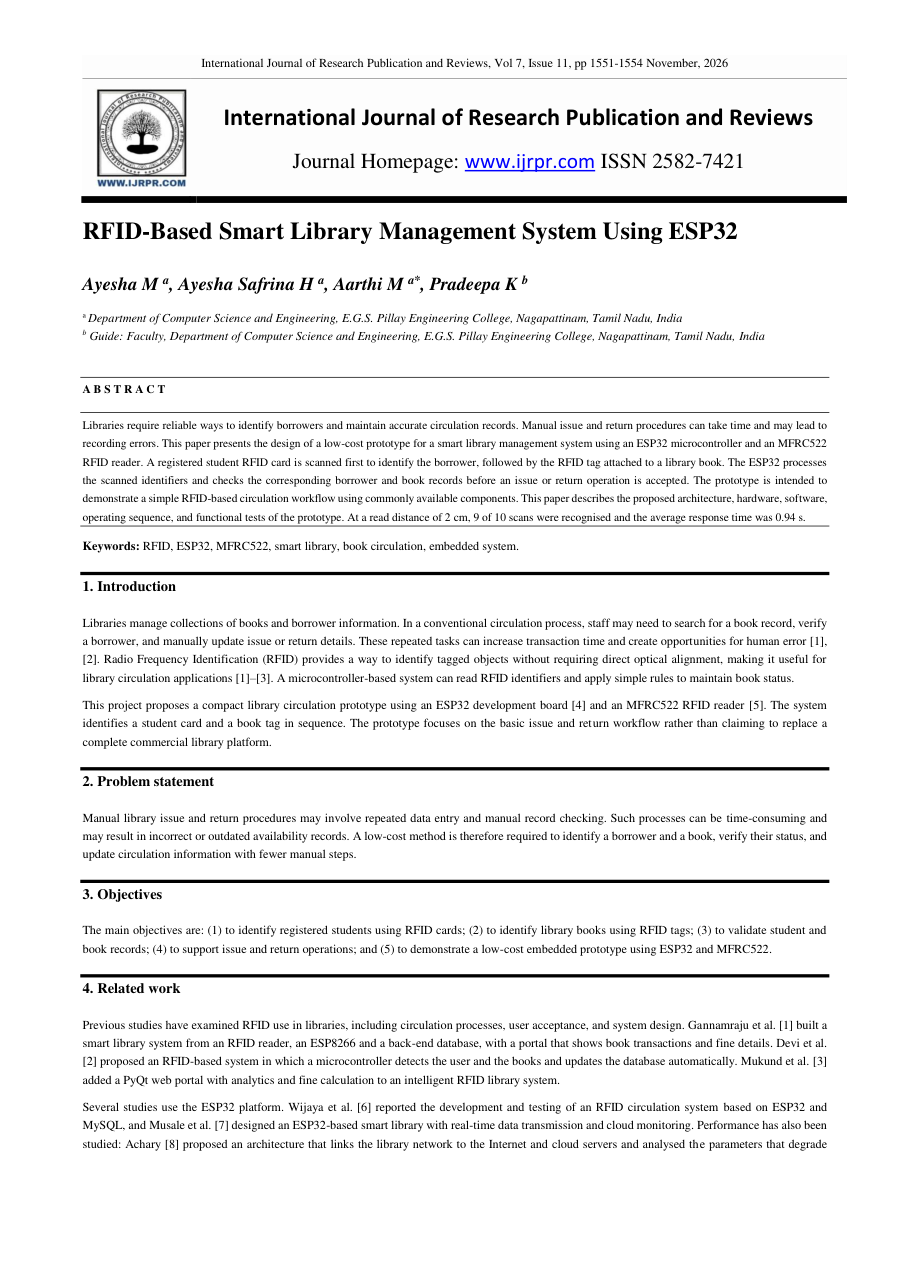 International Journal of Research Publication and Reviews, Vol 7, Issue 11, pp 1551-1554 November, 2026
International Journal of Research Publication and Reviews
Journal Homepage: www.ijrpr.com ISSN 2582-7421
WWW.IJRPR.COM
RFID-Based Smart Library Management System Using ESP32
Ayesha M a, Ayesha Safrina H a, Aarthi M a*, Pradeepa K b
a Department of Computer Science and Engineering, E.G.S. Pillay Engineering College, Nagapattinam, Tamil Nadu, India
b Guide: Faculty, Department of Computer Science and Engineering, E.G.S. Pillay Engineering College, Nagapattinam, Tamil Nadu, India
A B S T R A C T
Libraries require reliable ways to identify borrowers and maintain accurate circulation records. Manual issue and return procedures can take time and may lead to
recording errors. This paper presents the design of a low-cost prototype for a smart library management system using an ESP32 microcontroller and an MFRC522
RFID reader. A registered student RFID card is scanned first to identify the borrower, followed by the RFID tag attached to a library book. The ESP32 processes
the scanned identifiers and checks the corresponding borrower and book records before an issue or return operation is accepted. The prototype is intended to
demonstrate a simple RFID-based circulation workflow using commonly available components. This paper describes the proposed architecture, hardware, software,
operating sequence, and functional tests of the prototype. At a read distance of 2 cm, 9 of 10 scans were recognised and the average response time was 0.94 s.
Keywords: RFID, ESP32, MFRC522, smart library, book circulation, embedded system.
1. Introduction
Libraries manage collections of books and borrower information. In a conventional circulation process, staff may need to search for a book record, verify
a borrower, and manually update issue or return details. These repeated tasks can increase transaction time and create opportunities for human error [1],
[2]. Radio Frequency Identification (RFID) provides a way to identify tagged objects without requiring direct optical alignment, making it useful for
library circulation applications [1]–[3]. A microcontroller-based system can read RFID identifiers and apply simple rules to maintain book status.
This project proposes a compact library circulation prototype using an ESP32 development board [4] and an MFRC522 RFID reader [5]. The system
identifies a student card and a book tag in sequence. The prototype focuses on the basic issue and return workflow rather than claiming to replace a
complete commercial library platform.
2. Problem statement
Manual library issue and return procedures may involve repeated data entry and manual record checking. Such processes can be time-consuming and
may result in incorrect or outdated availability records. A low-cost method is therefore required to identify a borrower and a book, verify their status, and
update circulation information with fewer manual steps.
3. Objectives
The main objectives are: (1) to identify registered students using RFID cards; (2) to identify library books using RFID tags; (3) to validate student and
book records; (4) to support issue and return operations; and (5) to demonstrate a low-cost embedded prototype using ESP32 and MFRC522.
4. Related work
Previous studies have examined RFID use in libraries, including circulation processes, user acceptance, and system design. Gannamraju et al. [1] built a
smart library system from an RFID reader, an ESP8266 and a back-end database, with a portal that shows book transactions and fine details. Devi et al.
[2] proposed an RFID-based system in which a microcontroller detects the user and the books and updates the database automatically. Mukund et al. [3]
added a PyQt web portal with analytics and fine calculation to an intelligent RFID library system.
Several studies use the ESP32 platform. Wijaya et al. [6] reported the development and testing of an RFID circulation system based on ESP32 and
MySQL, and Musale et al. [7] designed an ESP32-based smart library with real-time data transmission and cloud monitoring. Performance has also been
studied: Achary [8] proposed an architecture that links the library network to the Internet and cloud servers and analysed the parameters that degrade